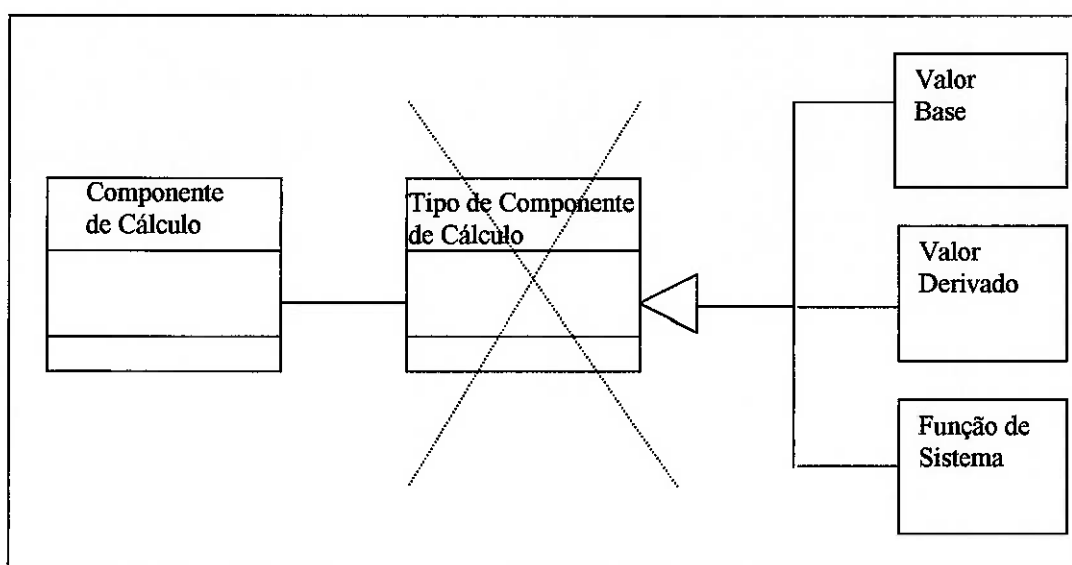 Componente
de Cálculo
Tipo de Componente
de Cálculo
Valor
Base
Valor
Derivado
Função de
Sistema